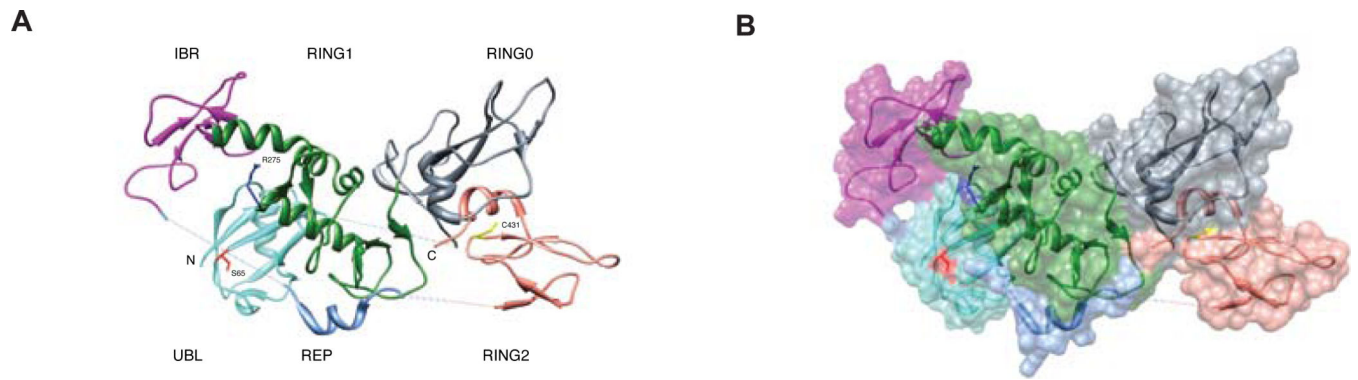 A
B
IBR RING1 RING0
R275
C431
N
C
S65
UBL REP RING2